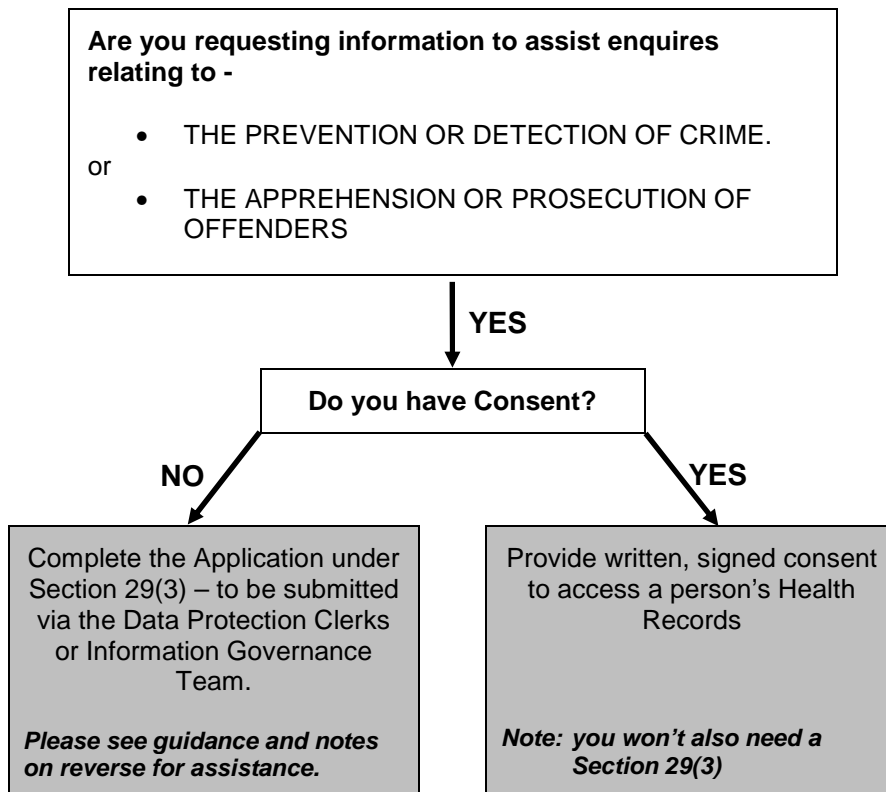 Are you requesting information to assist enquires
relating to -
• THE PREVENTION OR DETECTION OF CRIME.
or
• THE APPREHENSION OR PROSECUTION OF
OFFENDERS
YES
Do you have Consent?
NO
YES
Complete the Application under
Section 29(3) – to be submitted
via the Data Protection Clerks
or Information Governance
Team.
Please see guidance and notes
on reverse for assistance.
Provide written, signed consent
to access a person’s Health
Records
Note: you won’t also need a
Section 29(3)